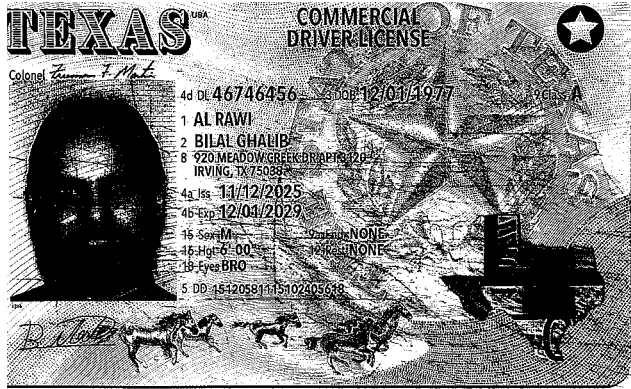 TEXAS USA
COMMERCIAL
DRIVER LICENSE
Colonel
4d DL 46746456 3 DOB 12/01/1977 9 Class A
1 AL RAWI
2 BILAL GHALIB
8 920 MEADOW CREEK DR APT
IRVING, TX 75038
4a Iss 11/12/2025
4b Exp 12/01/2029
15 Sex M 9a End NONE
16 Hgt 6'-00" 12 Rest NONE
18 Eyes BRO
5 DD 15120581115102405618